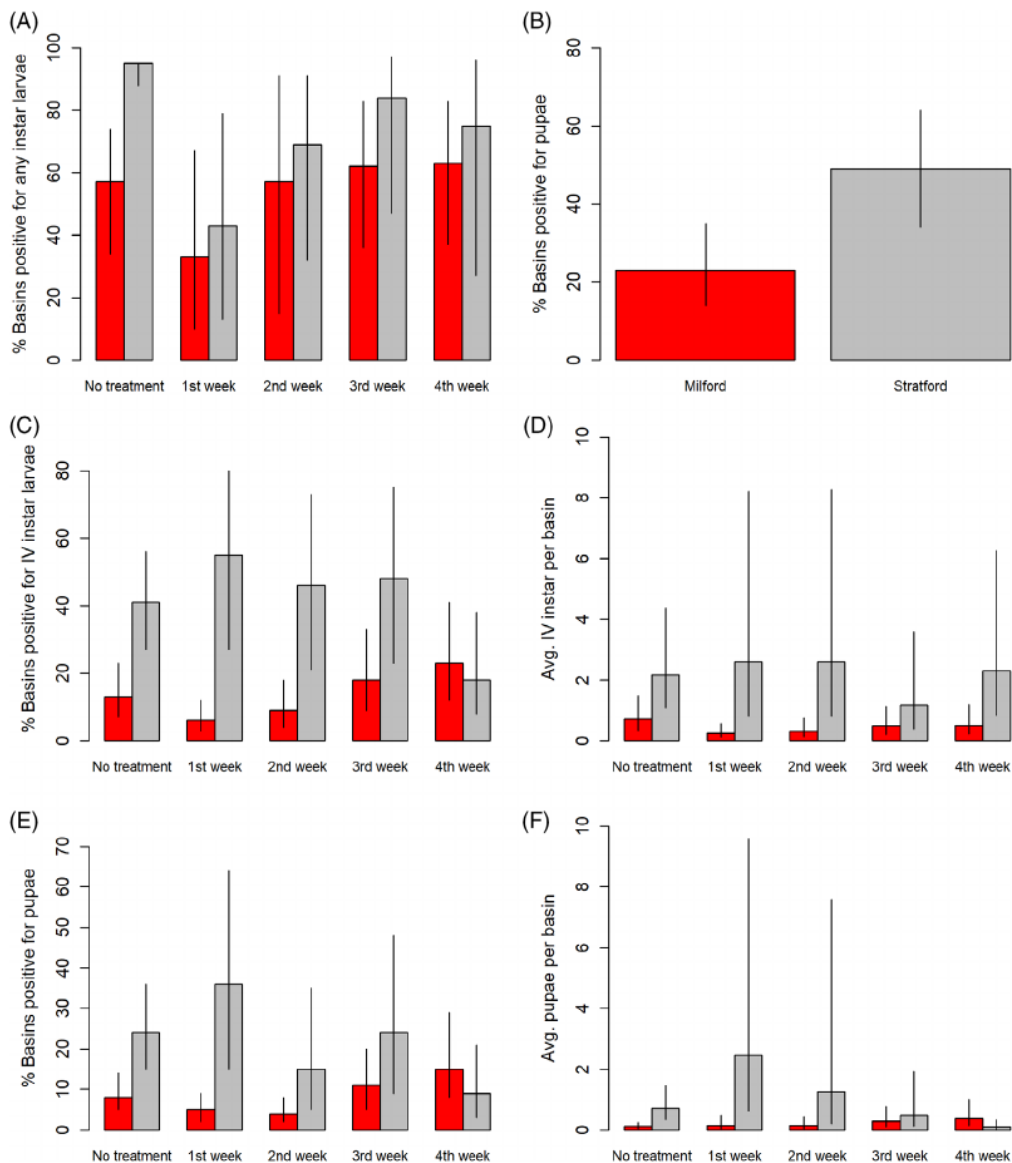 (A)
% Basins positive for any instar larvae
100
80
60
40
20
0
No treatment 1st week 2nd week 3rd week 4th week
(B)
% Basins positive for pupae
80
60
40
20
0
Milford Stratford
(C)
% Basins positive for IV instar larvae
80
60
40
20
0
No treatment 1st week 2nd week 3rd week 4th week
(D)
Avg. IV instar per basin
10
8
6
4
2
0
No treatment 1st week 2nd week 3rd week 4th week
(E)
% Basins positive for pupae
70
60
50
40
30
20
10
0
No treatment 1st week 2nd week 3rd week 4th week
(F)
Avg. pupae per basin
10
8
6
4
2
0
No treatment 1st week 2nd week 3rd week 4th week